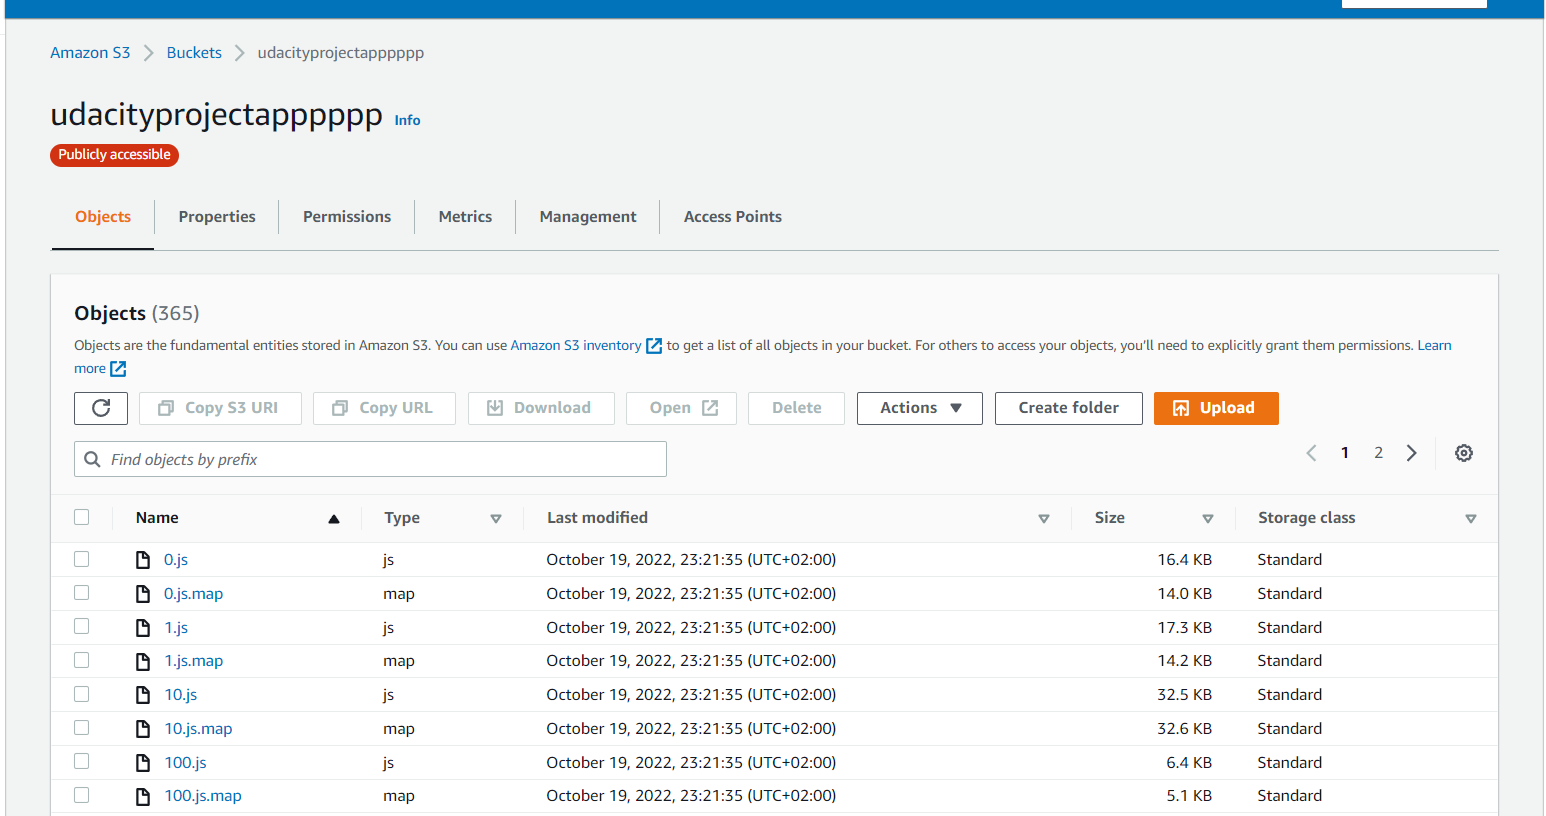 Amazon S3 Buckets udacityprojectapppppp
udacityprojectapppppp Info
Publicly accessible
Objects Properties Permissions Metrics Management Access Points
Objects (365)
Objects are the fundamental entities stored in Amazon S3. You can use Amazon S3 inventory to get a list of all objects in your bucket. For others to access your objects, you'll need to explicitly grant them permissions. Learn
more
Copy S3 URI Copy URL Download Open Delete Actions Create folder Upload
Find objects by prefix 1 2
Name Type Last modified Size Storage class
0.js js October 19, 2022, 23:21:35 (UTC+02:00) 16.4 KB Standard
0.js.map map October 19, 2022, 23:21:35 (UTC+02:00) 14.0 KB Standard
1.js js October 19, 2022, 23:21:35 (UTC+02:00) 17.3 KB Standard
1.js.map map October 19, 2022, 23:21:35 (UTC+02:00) 14.2 KB Standard
10.js js October 19, 2022, 23:21:35 (UTC+02:00) 32.5 KB Standard
10.js.map map October 19, 2022, 23:21:35 (UTC+02:00) 32.6 KB Standard
100.js js October 19, 2022, 23:21:35 (UTC+02:00) 6.4 KB Standard
100.js.map map October 19, 2022, 23:21:35 (UTC+02:00) 5.1 KB Standard